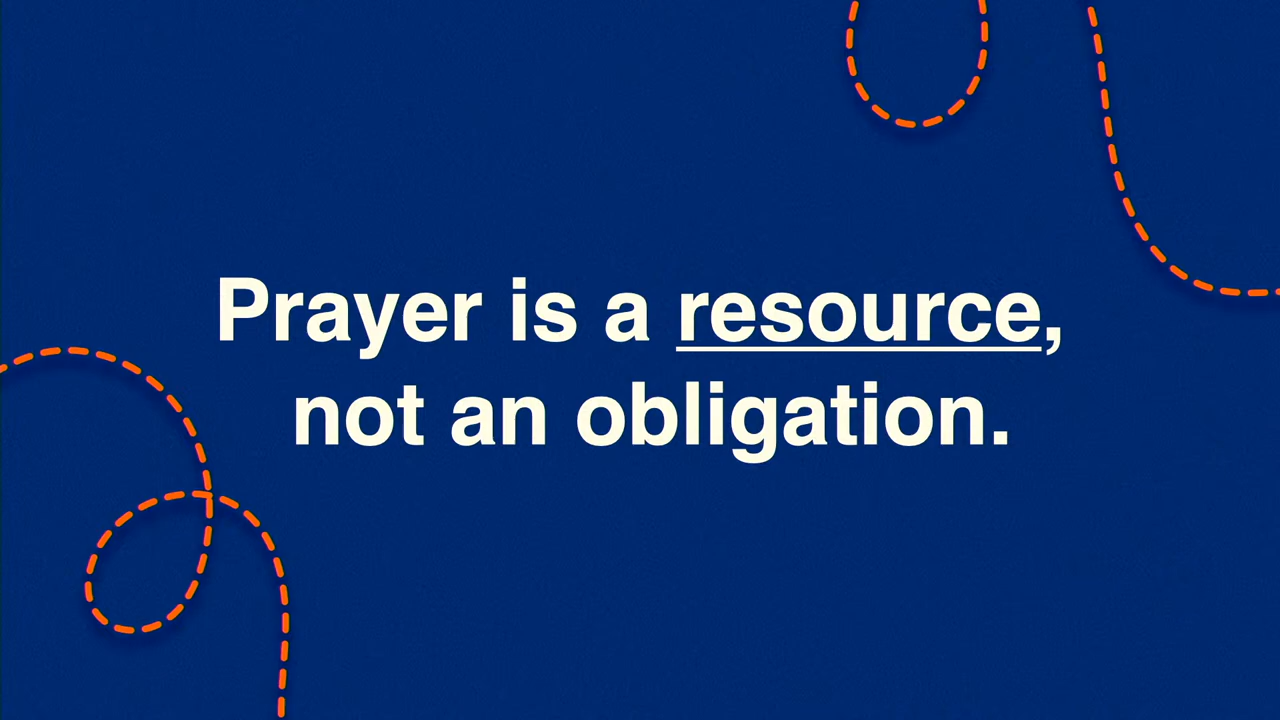 Prayer is a resource,
not an obligation.